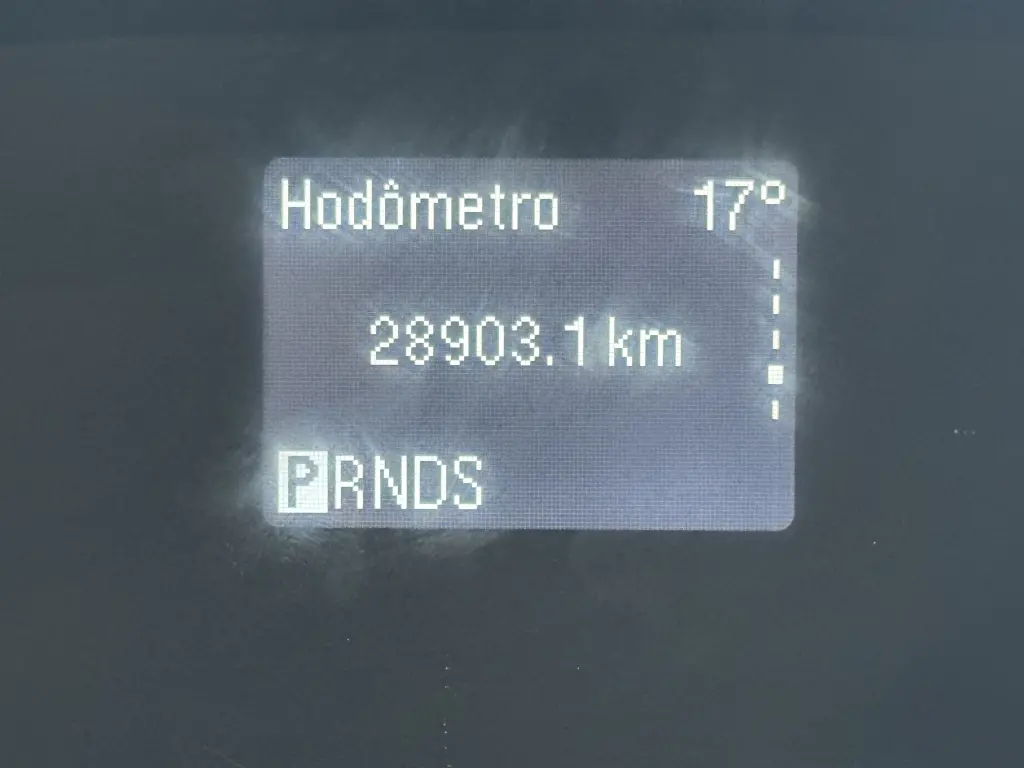 Hodômetro 17°
28903.1 km
PRNDS